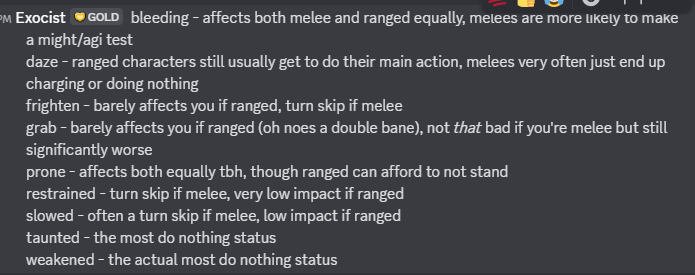 PM Exocist GOLD bleeding - affects both melee and ranged equally, melees are more likely to make
a might/agi test
daze - ranged characters still usually get to do their main action, melees very often just end up
charging or doing nothing
frighten - barely affects you if ranged, turn skip if melee
grab - barely affects you if ranged (oh noes a double bane), not that bad if you're melee but still
significantly worse
prone - affects both equally tbh, though ranged can afford to not stand
restrained - turn skip if melee, very low impact if ranged
slowed - often a turn skip if melee, low impact if ranged
taunted - the most do nothing status
weakened - the actual most do nothing status